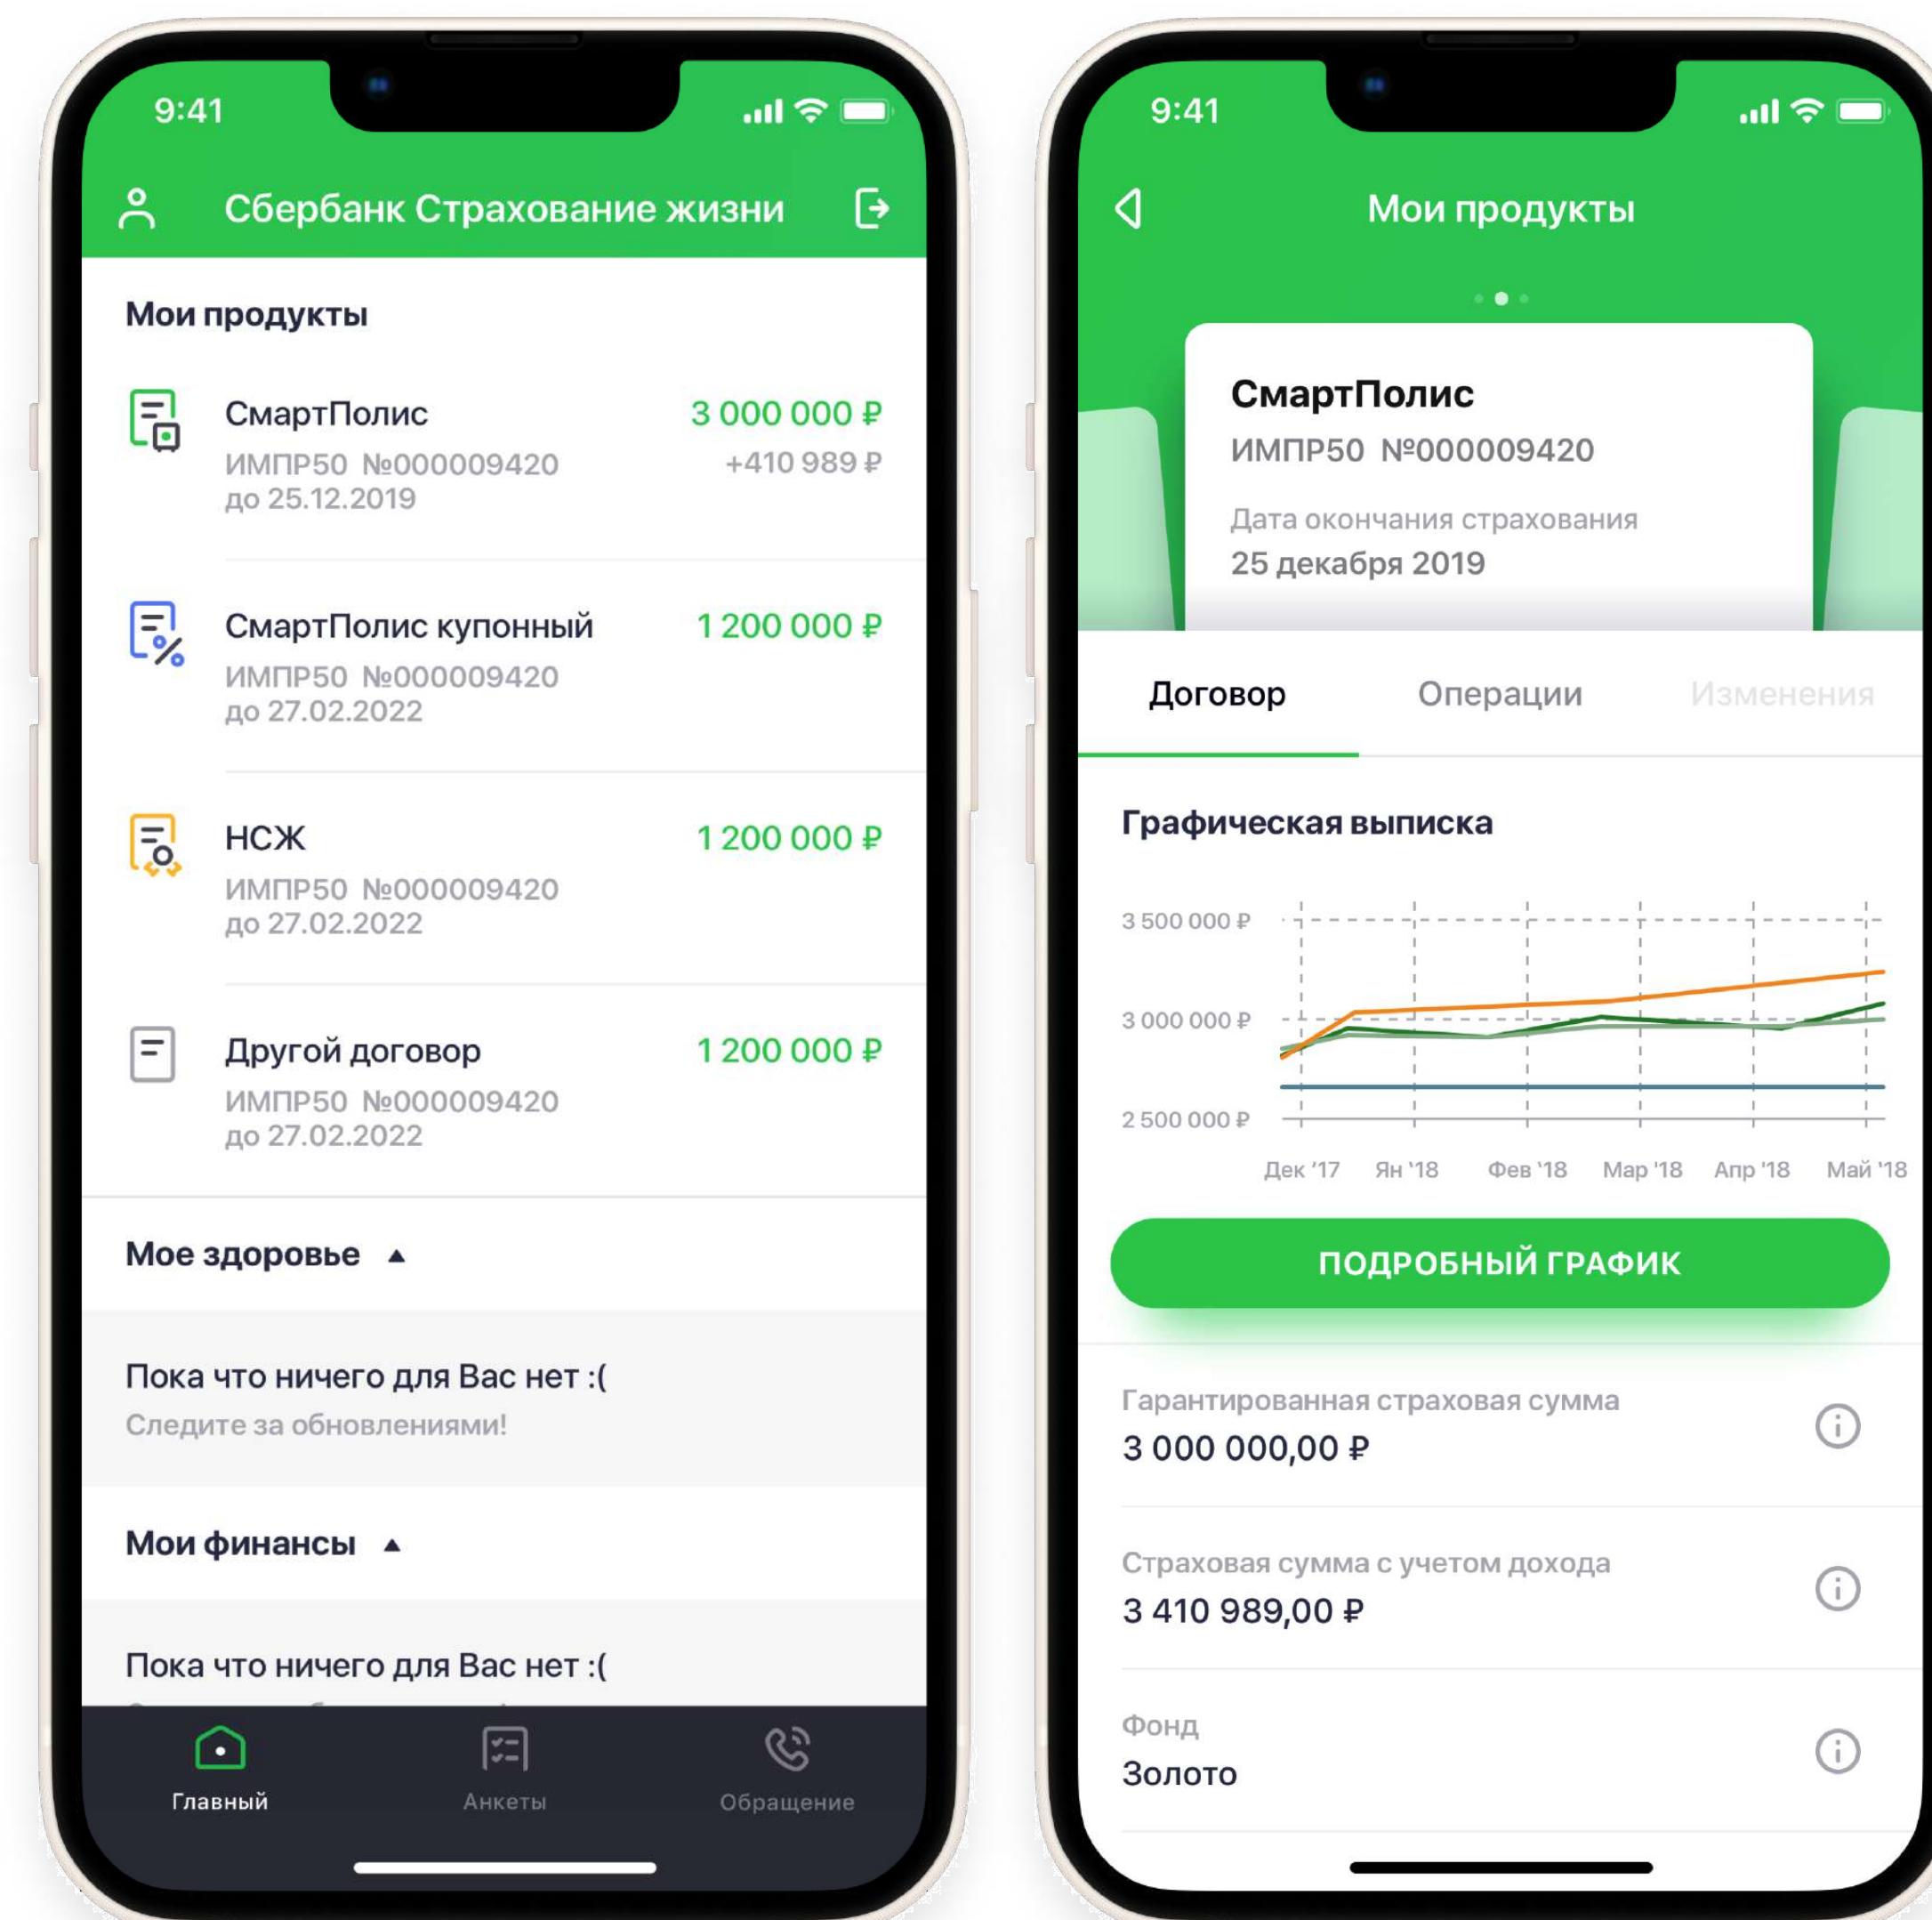 9:41
Сбербанк Страхование жизни
Мои продукты
СмартПолис
3 000 000 ₽
ИМПР50 №000009420
+410 989 ₽
до 25.12.2019
СмартПолис купонный
1 200 000 ₽
ИМПР50 №000009420
до 27.02.2022
НСЖ
1 200 000 ₽
ИМПР50 №000009420
до 27.02.2022
Другой договор
1 200 000 ₽
ИМПР50 №000009420
до 27.02.2022
Мое здоровье
Пока что ничего для Вас нет :(
Следите за обновлениями!
Мои финансы
Пока что ничего для Вас нет :(
Главный
Анкеты
Обращение
9:41
Мои продукты
СмартПолис
ИМПР50 №000009420
Дата окончания страхования
25 декабря 2019
Договор
Операции
Изменения
Графическая выписка
3 500 000 ₽
3 000 000 ₽
2 500 000 ₽
Дек '17
Ян '18
Фев '18
Мар '18
Апр '18
Май '18
ПОДРОБНЫЙ ГРАФИК
Гарантированная страховая сумма
3 000 000,00 ₽
Страховая сумма с учетом дохода
3 410 989,00 ₽
Фонд
Золото